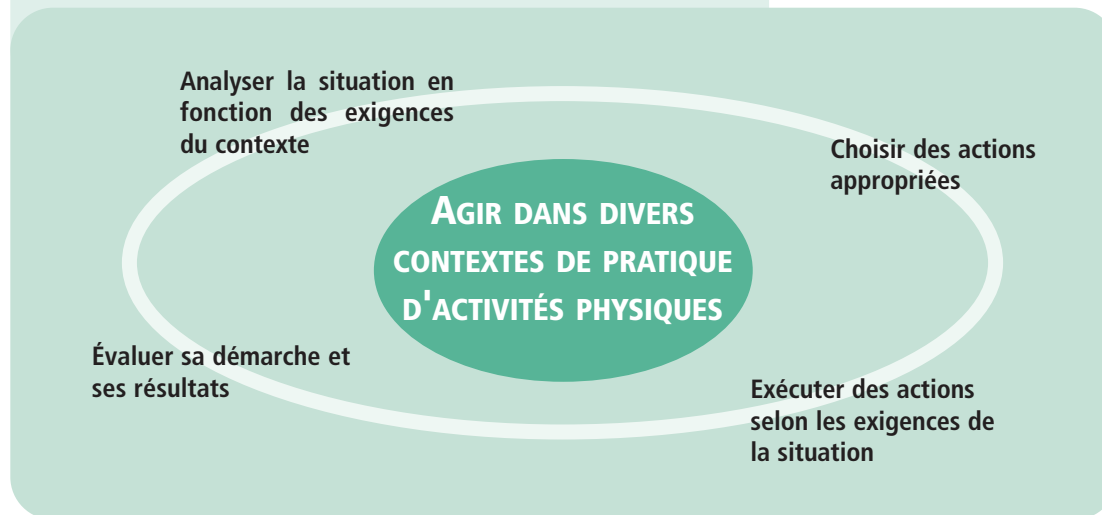 Analyser la situation en
fonction des exigences
du contexte
Choisir des actions
appropriées
AGIR DANS DIVERS
CONTEXTES DE PRATIQUE
D'ACTIVITÉS PHYSIQUES
Évaluer sa démarche et
ses résultats
Exécuter des actions
selon les exigences de
la situation